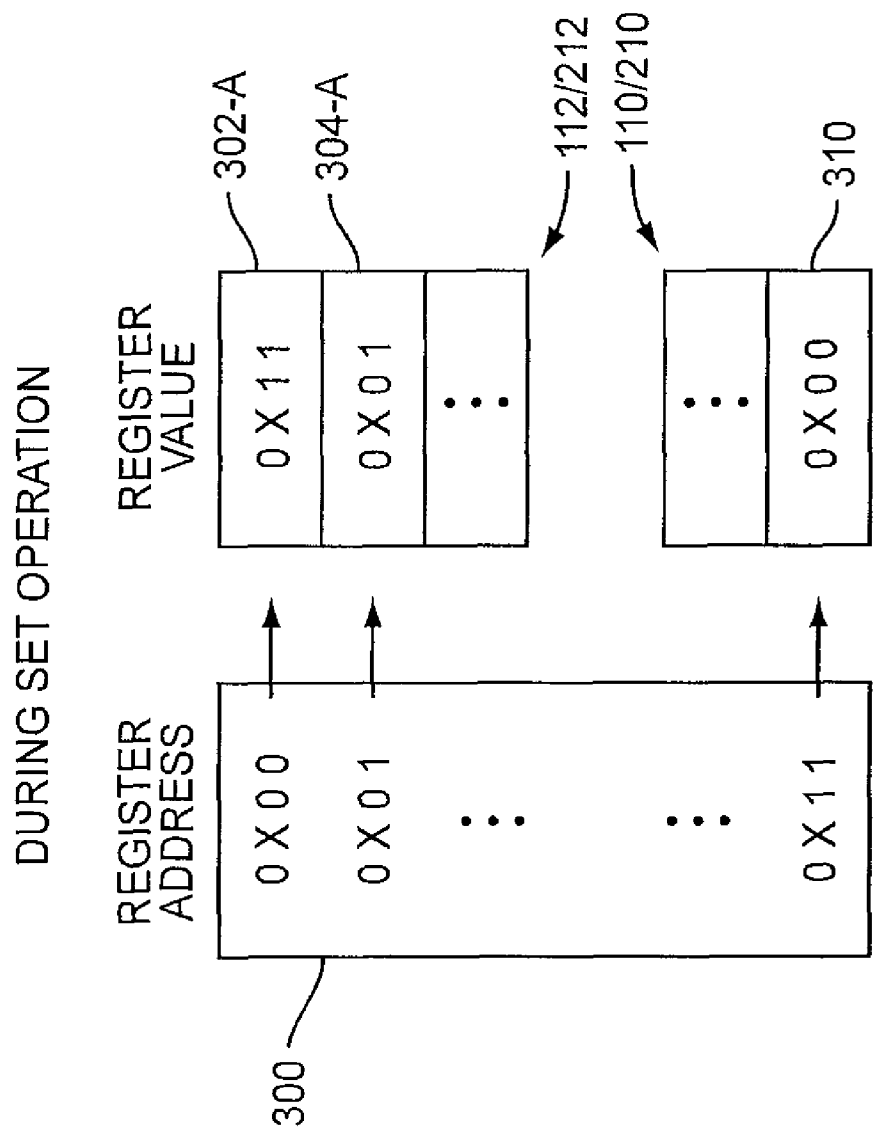 DURING SET OPERATION
REGISTER
ADDRESS
REGISTER
VALUE
300
0X00
0X01
• • •
• • •
0X11
0X11
302-A
0X01
304-A
• • •
112/212
110/210
• • •
0X00
310